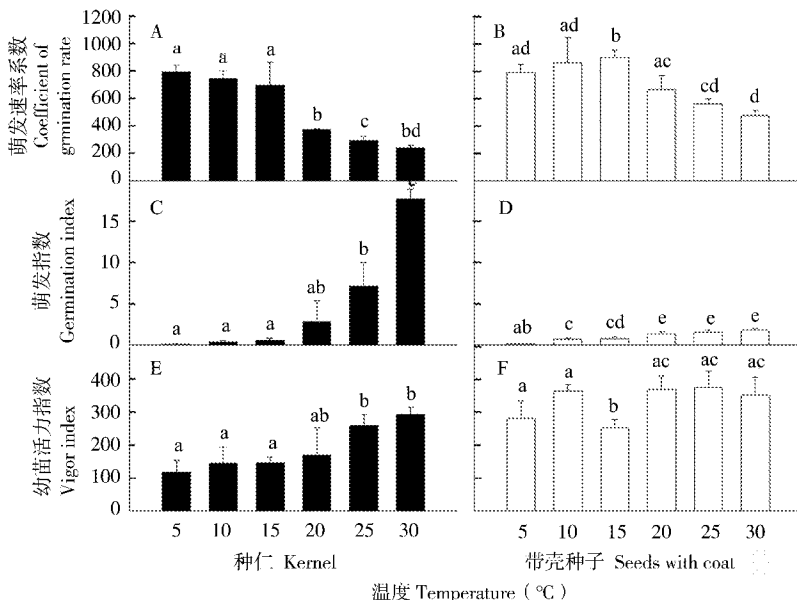 萌发速率系数
Coefficient of
gmination rate
1200
1000
800
600
400
200
0
A
a
a
a
b
c
bd
B
ad
ad
b
ac
cd
d
萌发指数
Germination index
15
10
5
0
C
a
a
a
ab
b
c
D
ab
c
cd
e
e
e
幼苗活力指数
Vigor index
400
300
200
100
0
E
a
a
a
ab
b
b
F
a
a
b
ac
ac
ac
5 10 15 20 25 30
5 10 15 20 25 30
种仁 Kernel
带壳种子 Seeds with coat
温度 Temperature（℃）